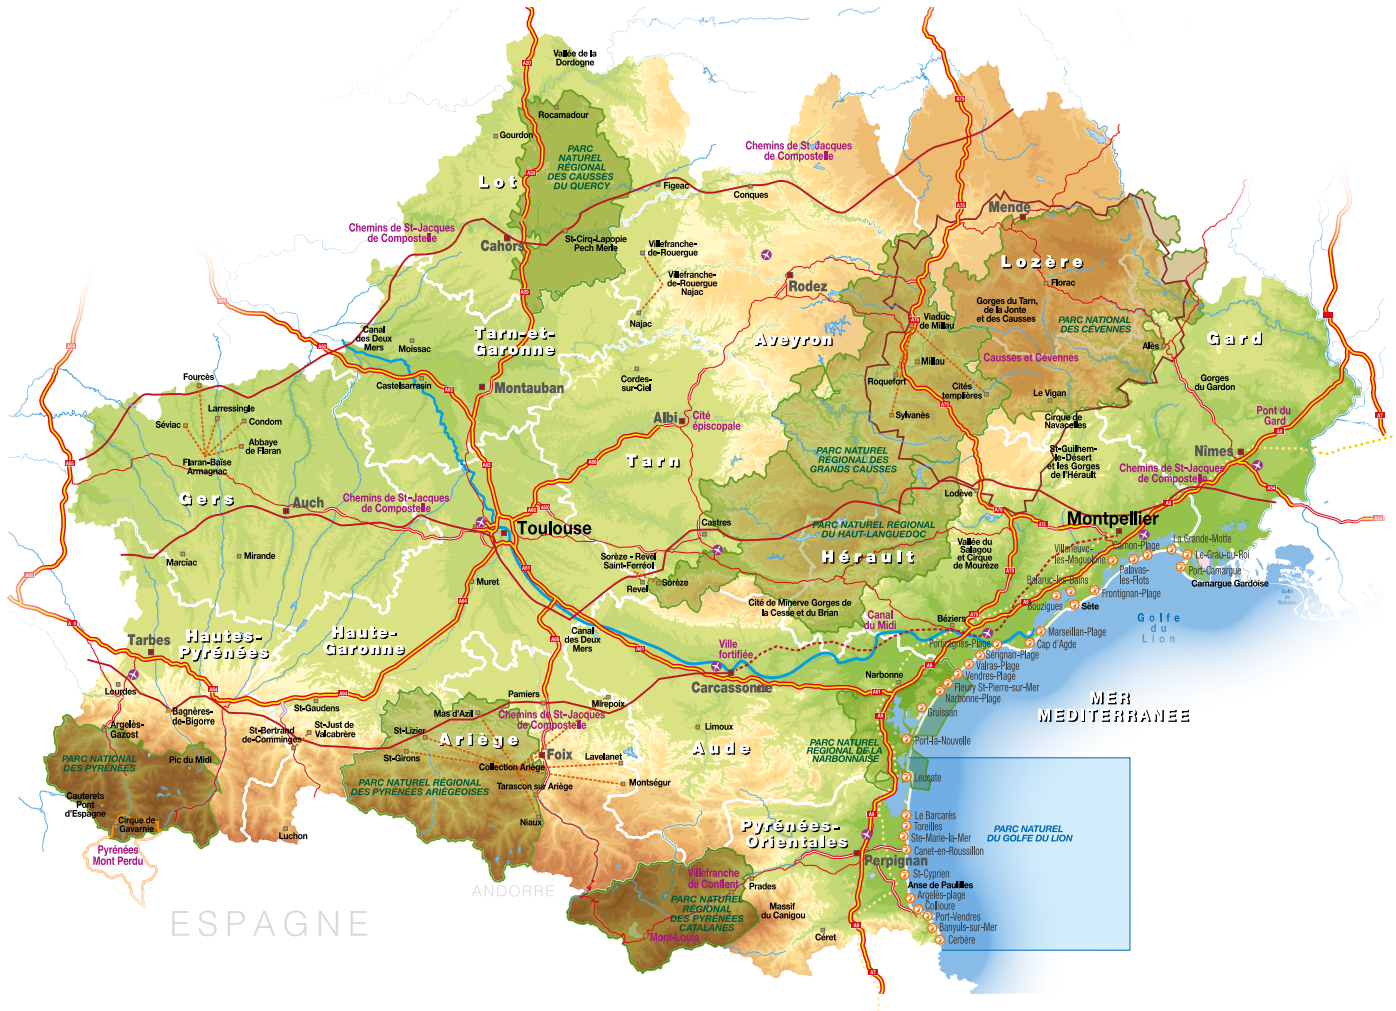 Vallée de la
Dordogne
Rocamadour
Gourdon
PARC
NATUREL
RÉGIONAL
DES CAUSSES
DU QUERCY
Lot
Figeac
Conques
Chemins de St-Jacques
de Compostelle
Chemins de St-Jacques
de Compostelle
Cahors
St-Cirq-Lapopie
Pech Merle
Villefranche-
de-Rouergue
Villefranche-
de-Rouergue
Najac
Najac
Rodez
Mende
Lozère
Florac
Gorges du Tarn,
de la Jonte
et des Causses
PARC NATIONAL
DES CÉVENNES
Viaduc
de Millau
Millau
Causses et Cévennes
Alès
Gard
Gorges
du Gardon
Pont du
Gard
Nîmes
Chemins de St-Jacques
de Compostelle
Canal
des Deux
Mers
Moissac
Castelsarrasin
Tarn-et-
Garonne
Montauban
Aveyron
Cordes-
sur-Ciel
Albi
Cité
épiscopale
Tarn
Roquefort
Cités
templières
Sylvanès
Le Vigan
Cirque de
Navacelles
St-Guilhem-
le-Désert
et les Gorges
de l'Hérault
PARC NATUREL
RÉGIONAL DES
GRANDS CAUSSES
Fourcès
Larressingle
Condom
Séviac
Abbaye
de Flaran
Flaran-Baïse
Armagnac
Gers
Auch
Chemins de St-Jacques
de Compostelle
Toulouse
Marciac
Mirande
Muret
Castres
PARC NATUREL RÉGIONAL
DU HAUT-LANGUEDOC
Hérault
Lodève
Vallée du
Salagou et Cirque
de Mourèze
Sorèze - Revel
Saint-Ferréol
Revel
Sorèze
Cité de Minerve Gorges de
la Cesse et du Brian
Canal
du Midi
Béziers
Montpellier
Villeneuve-
lès-Maguelone
Carnon-Plage
La Grande-Motte
Le-Grau-du-Roi
Port-Camargue
Camargue Gardoise
Palavas-
les-Flots
Frontignan-Plage
Balaruc-les-Bains
Bouzigues
Sète
Golfe
du
Lion
Marseillan-Plage
Cap d'Agde
Portiragnes-Plage
Sérignan-Plage
Valras-Plage
Vendres-Plage
Fleury St-Pierre-sur-Mer
Narbonne-Plage
Gruissan
MER
MEDITERRANEE
Tarbes
Hautes-
Pyrénées
Haute-
Garonne
Canal
des Deux
Mers
Ville
fortifiée
Carcassonne
Narbonne
Lourdes
Bagnères-
de-Bigorre
Argelès-
Gazost
St-Gaudens
St-Just de
Valcabrère
St-Bertrand
de-Comminges
Pamiers
Mirepoix
Mas d'Azil
Chemins de St-Jacques
de Compostelle
St-Lizier
Ariège
Limoux
Aude
Foix
Lavelanet
Collection Ariège
Montségur
St-Girons
Tarascon sur Ariège
Niaux
PARC NATUREL RÉGIONAL
DES PYRÉNÉES ARIÉGEOISES
PARC NATIONAL
DES PYRÉNÉES
Pic du Midi
Cauterets
Pont
d'Espagne
Cirque de
Gavarnie
Luchon
Pyrénées
Mont Perdu
PARC NATUREL
RÉGIONAL DE LA
NARBONNAISE
Port-la-Nouvelle
Leucate
Le Barcarès
Toreilles
Ste-Marie-la-Mer
Canet-en-Roussillon
St-Cyprien
Anse de Paulilles
Argelès-plage
Collioure
Port-Vendres
Banyuls-sur-Mer
Cerbère
PARC NATUREL
DU GOLFE DU LION
Pyrénées-
Orientales
Perpignan
Villefranche
de Conflent
Prades
PARC NATUREL
RÉGIONAL
DES PYRÉNÉES
CATALANES
Mont-Louis
Massif
du Canigou
Céret
ANDORRE
ESPAGNE